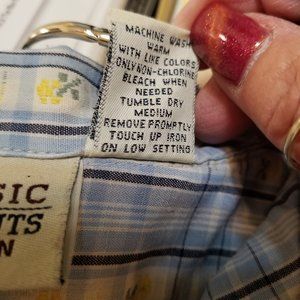 MACHINE WASH
WARM
WITH LIKE COLORS
ONLY NON-CHLORINE
BLEACH WHEN
NEEDED
TUMBLE DRY
MEDIUM
REMOVE PROMPTLY
TOUCH UP IRON
ON LOW SETTING
SIC